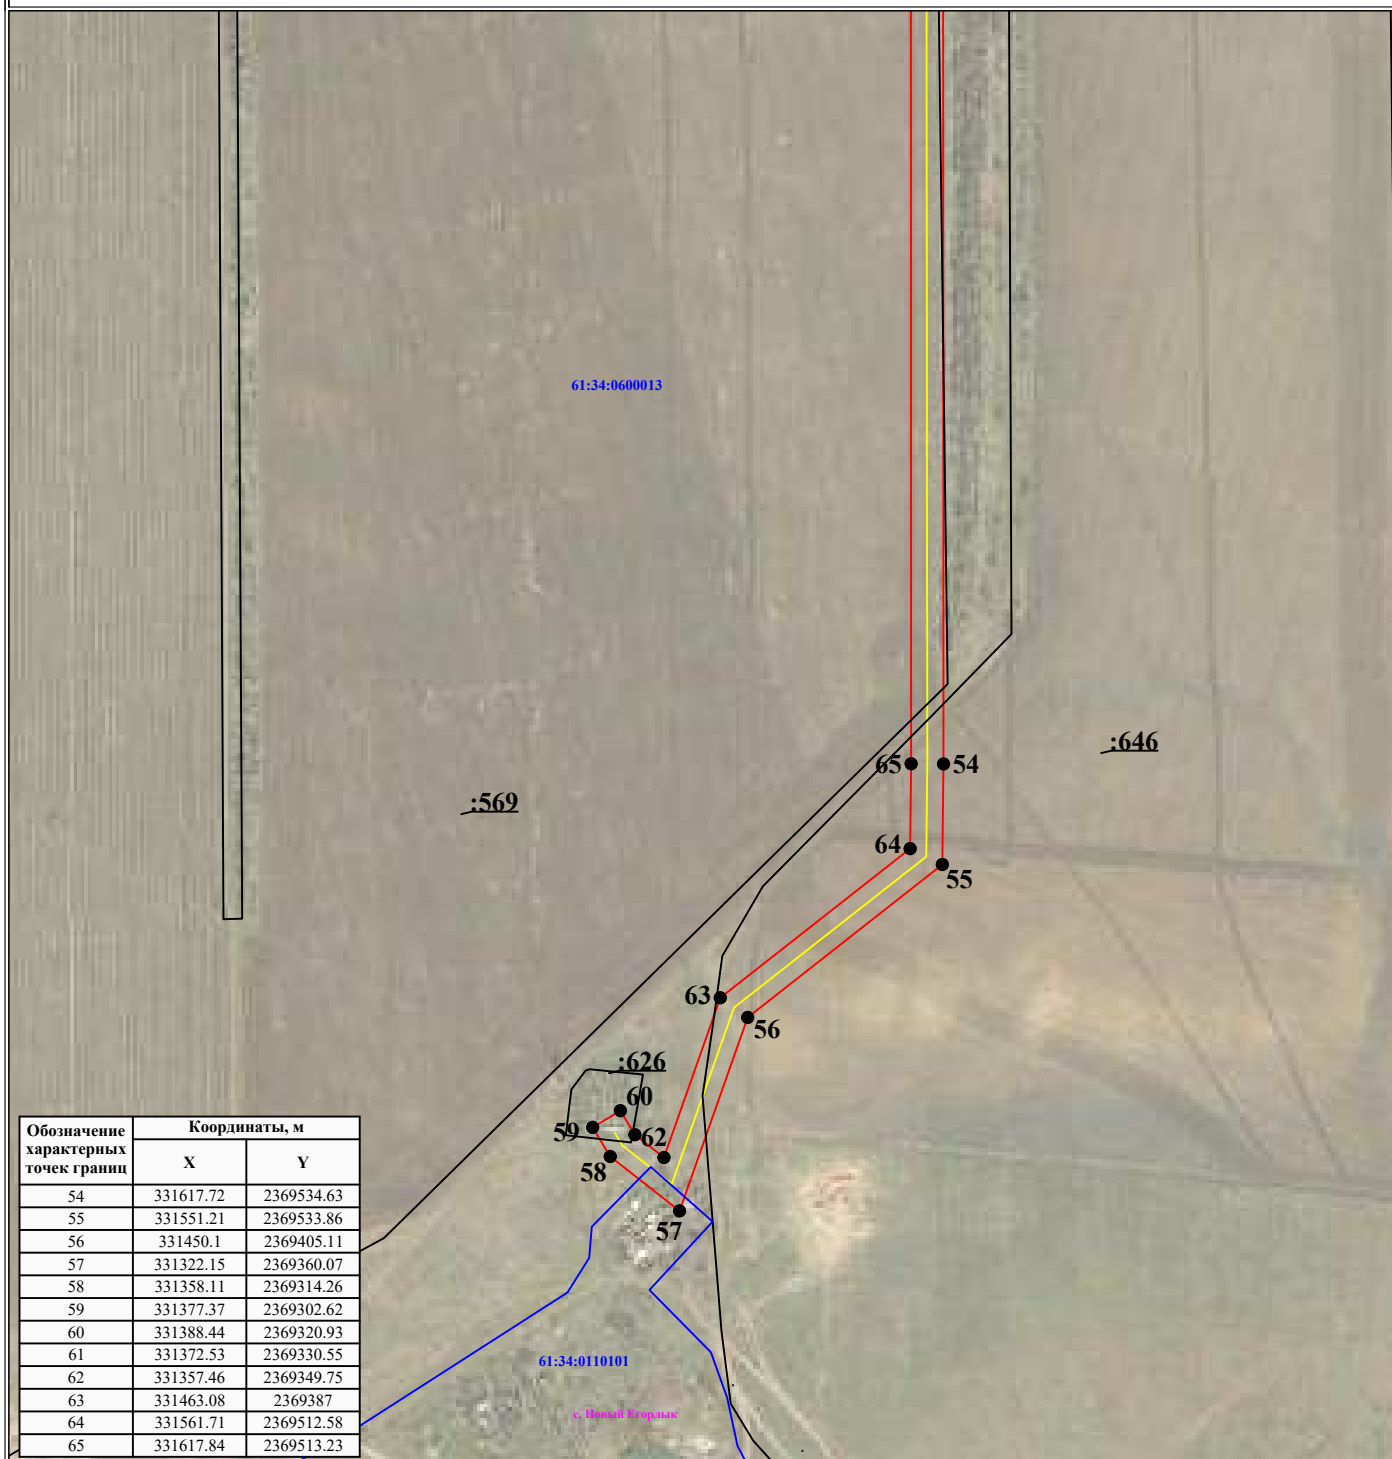 61:34:0600013
:646
65
54
:569
64
55
63
56
:626
60
59
62
58
57
61:34:0110101
с. Новый Егорлык
Обозначение характерных точек границ | Координаты, м
X | Y
54 | 331617.72 | 2369534.63
55 | 331551.21 | 2369533.86
56 | 331450.1 | 2369405.11
57 | 331322.15 | 2369360.07
58 | 331358.11 | 2369314.26
59 | 331377.37 | 2369302.62
60 | 331388.44 | 2369320.93
61 | 331372.53 | 2369330.55
62 | 331357.46 | 2369349.75
63 | 331463.08 | 2369387
64 | 331561.71 | 2369512.58
65 | 331617.84 | 2369513.23